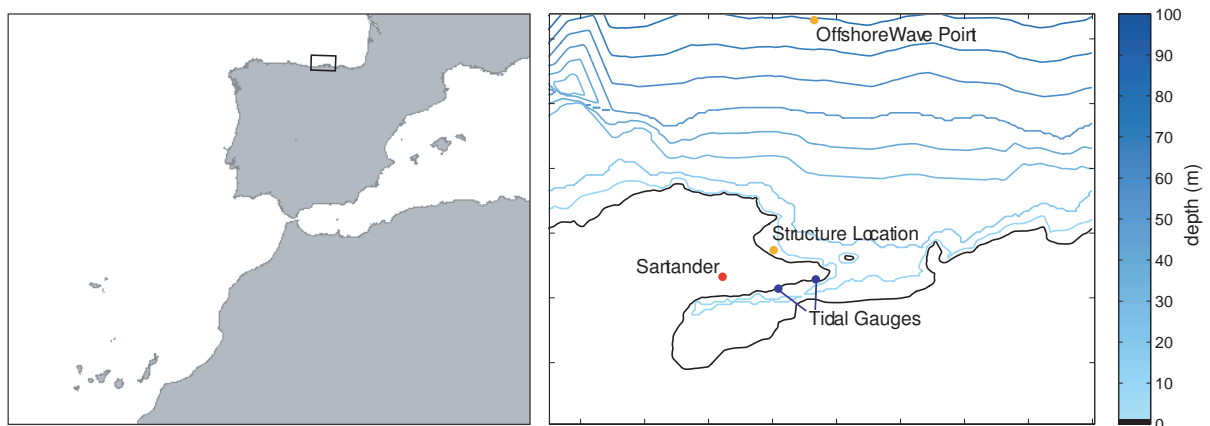 OffshoreWave Point
Structure Location
Sartander
Tidal Gauges
100
90
80
70
60
50
40
30
20
10
0
depth (m)